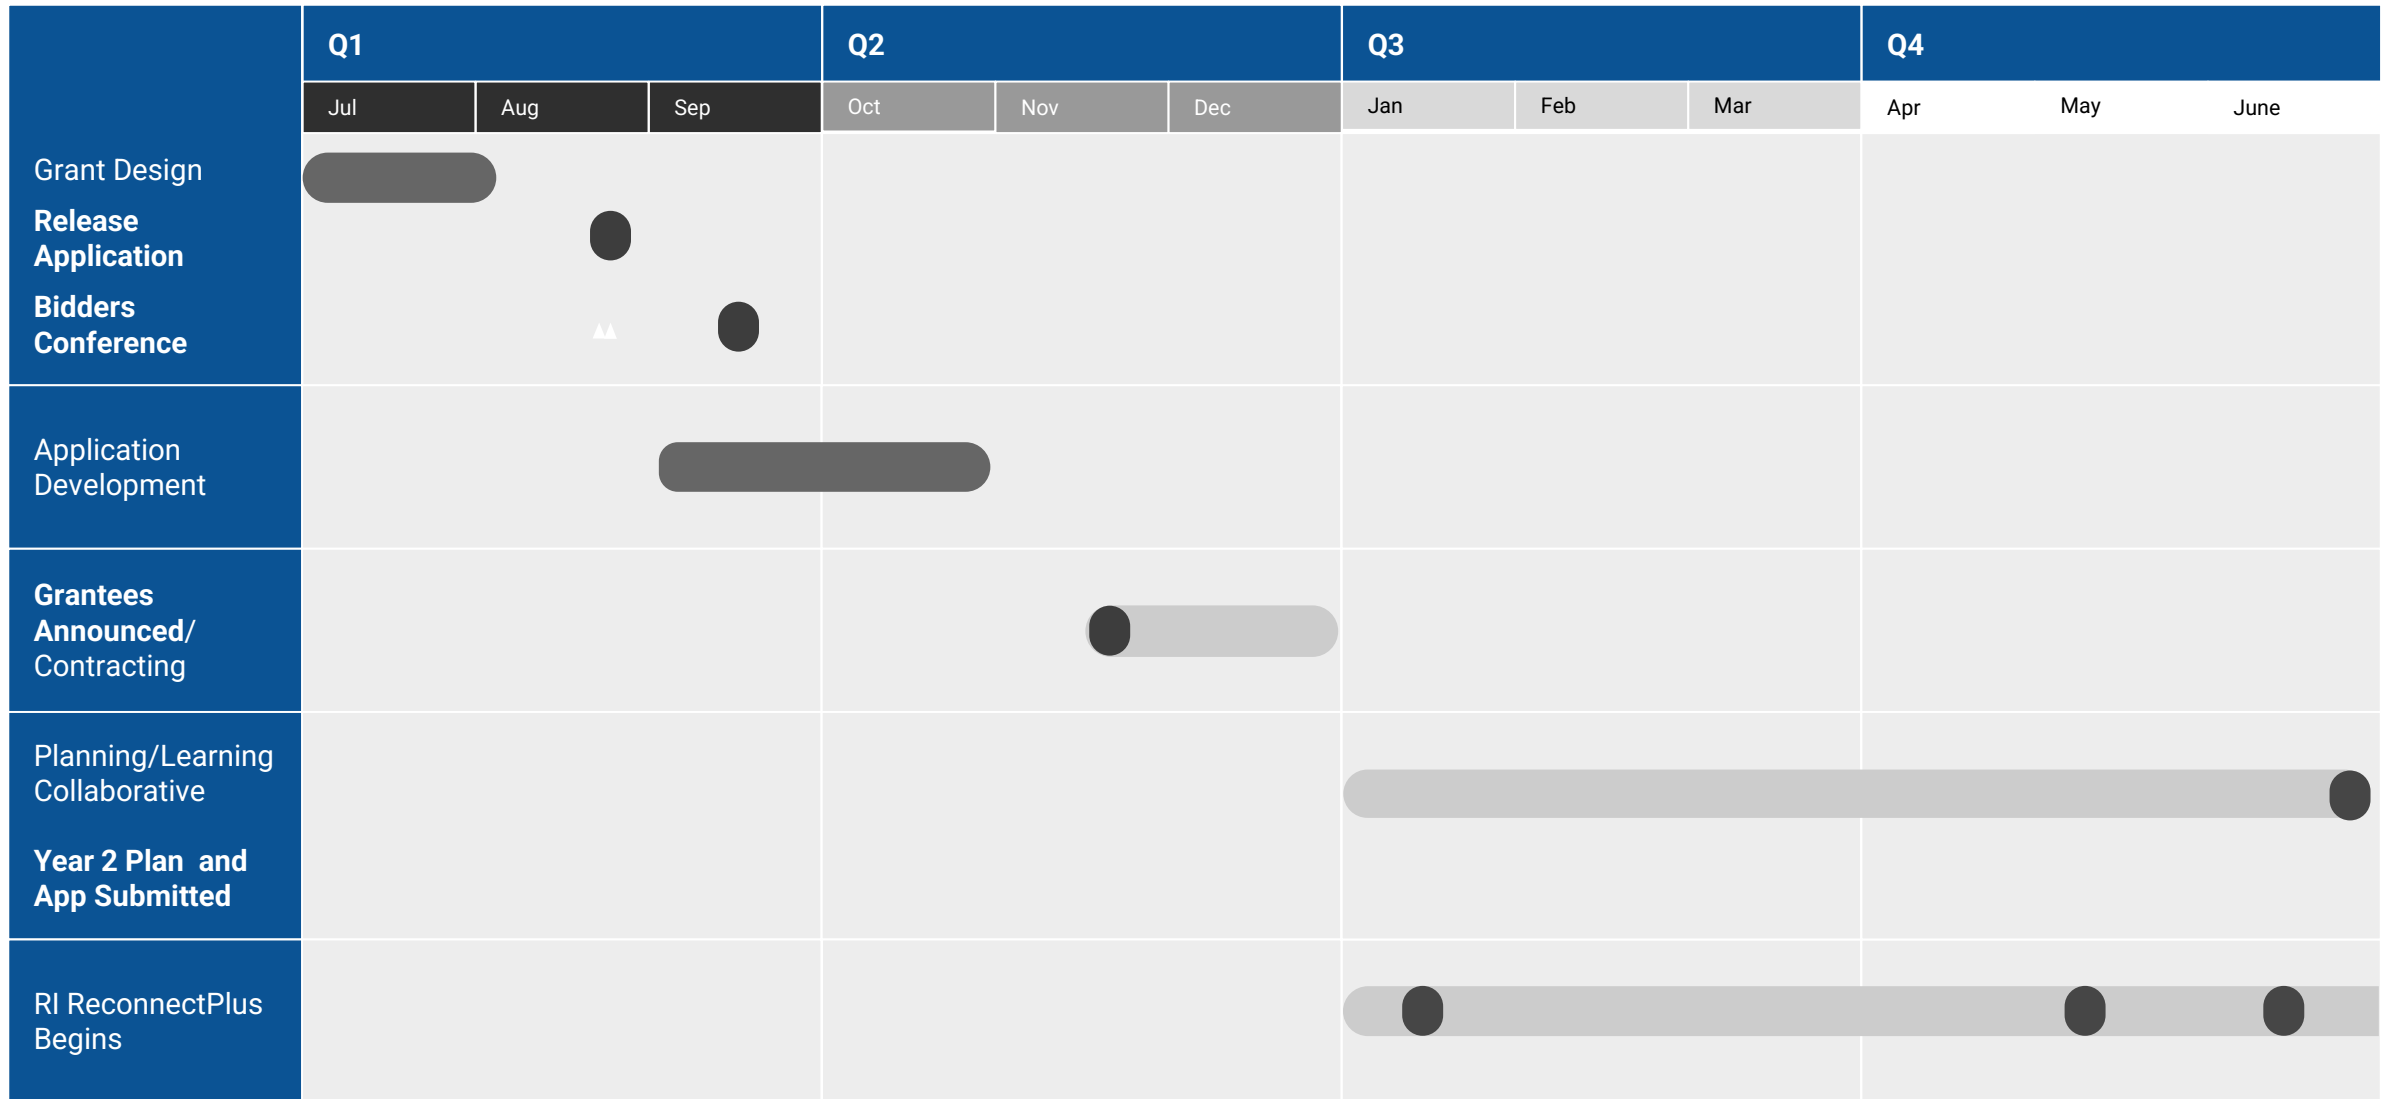 Q1 Q2 Q3 Q4
Jul Aug Sep Oct Nov Dec Jan Feb Mar Apr May June
Grant Design
Release
Application
Bidders
Conference
Application
Development
Grantees
Announced/
Contracting
Planning/Learning
Collaborative
Year 2 Plan  and
App Submitted
RI ReconnectPlus
Begins